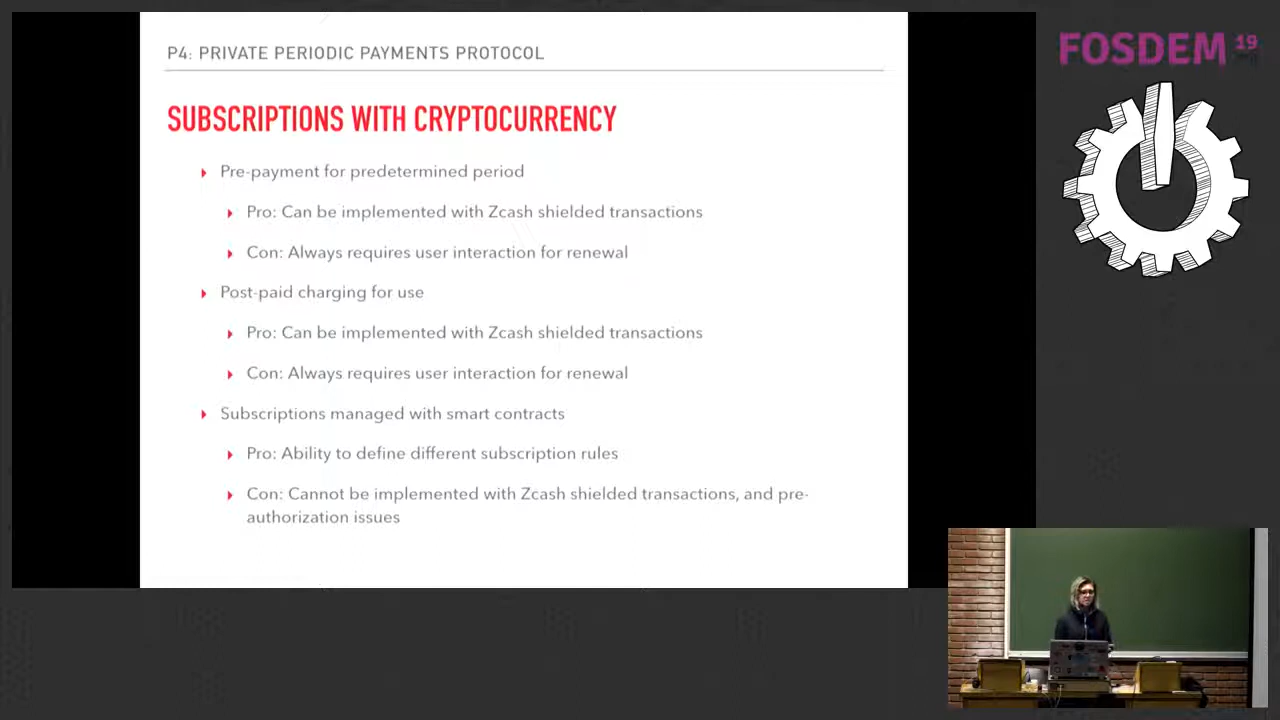 P4: PRIVATE PERIODIC PAYMENTS PROTOCOL
SUBSCRIPTIONS WITH CRYPTOCURRENCY
Pre-payment for predetermined period
Pro: Can be implemented with Zcash shielded transactions
Con: Always requires user interaction for renewal
Post-paid charging for use
Pro: Can be implemented with Zcash shielded transactions
Con: Always requires user interaction for renewal
Subscriptions managed with smart contracts
Pro: Ability to define different subscription rules
Con: Cannot be implemented with Zcash shielded transactions, and pre-
authorization issues
FOSDEM 19